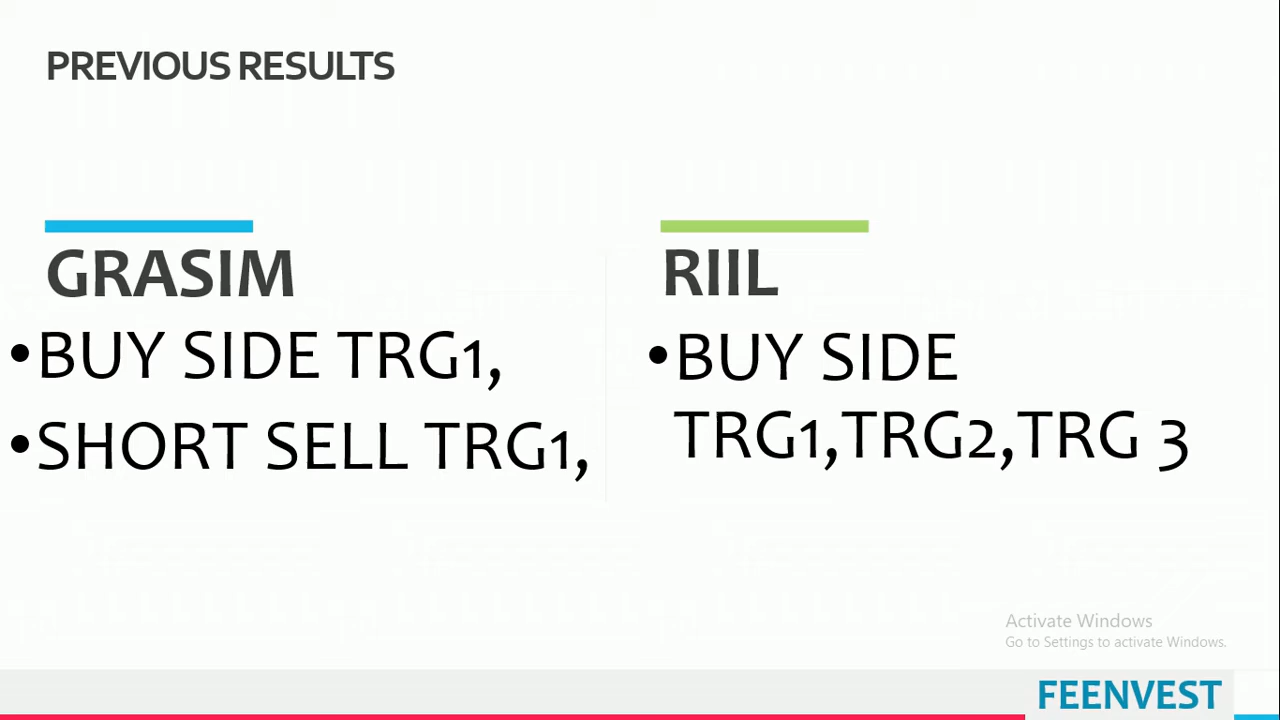 PREVIOUS RESULTS
GRASIM
•BUY SIDE TRG1,
•SHORT SELL TRG1,
RIIL
•BUY SIDE
TRG1,TRG2,TRG 3
Activate Windows
Go to Settings to activate Windows.
FEENVEST